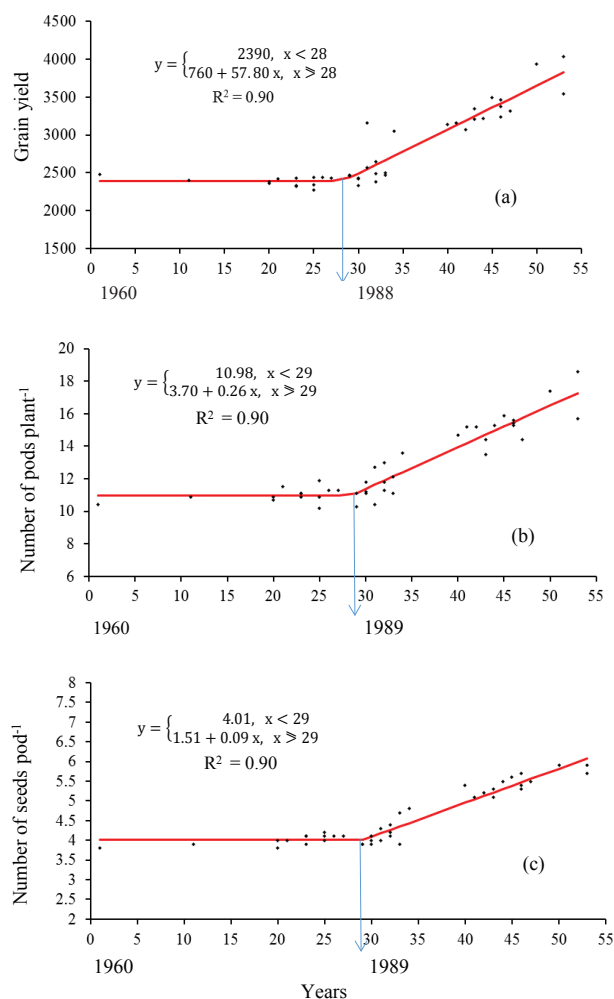 4500
4000
3500
3000
2500
2000
1500
Grain yield
y = { 2390, x < 28
760 + 57.80 x, x ⩾ 28
R² = 0.90
(a)
0 5 10 15 20 25 30 35 40 45 50 55
1960 1988
20
18
16
14
12
10
8
6
Number of pods plant⁻¹
y = { 10.98, x < 29
3.70 + 0.26 x, x ⩾ 29
R² = 0.90
(b)
0 5 10 15 20 25 30 35 40 45 50 55
1960 1989
8
7.5
7
6.5
6
5.5
5
4.5
4
3.5
3
2.5
2
Number of seeds pod⁻¹
y = { 4.01, x < 29
1.51 + 0.09 x, x ⩾ 29
R² = 0.90
(c)
0 5 10 15 20 25 30 35 40 45 50 55
1960 1989
Years